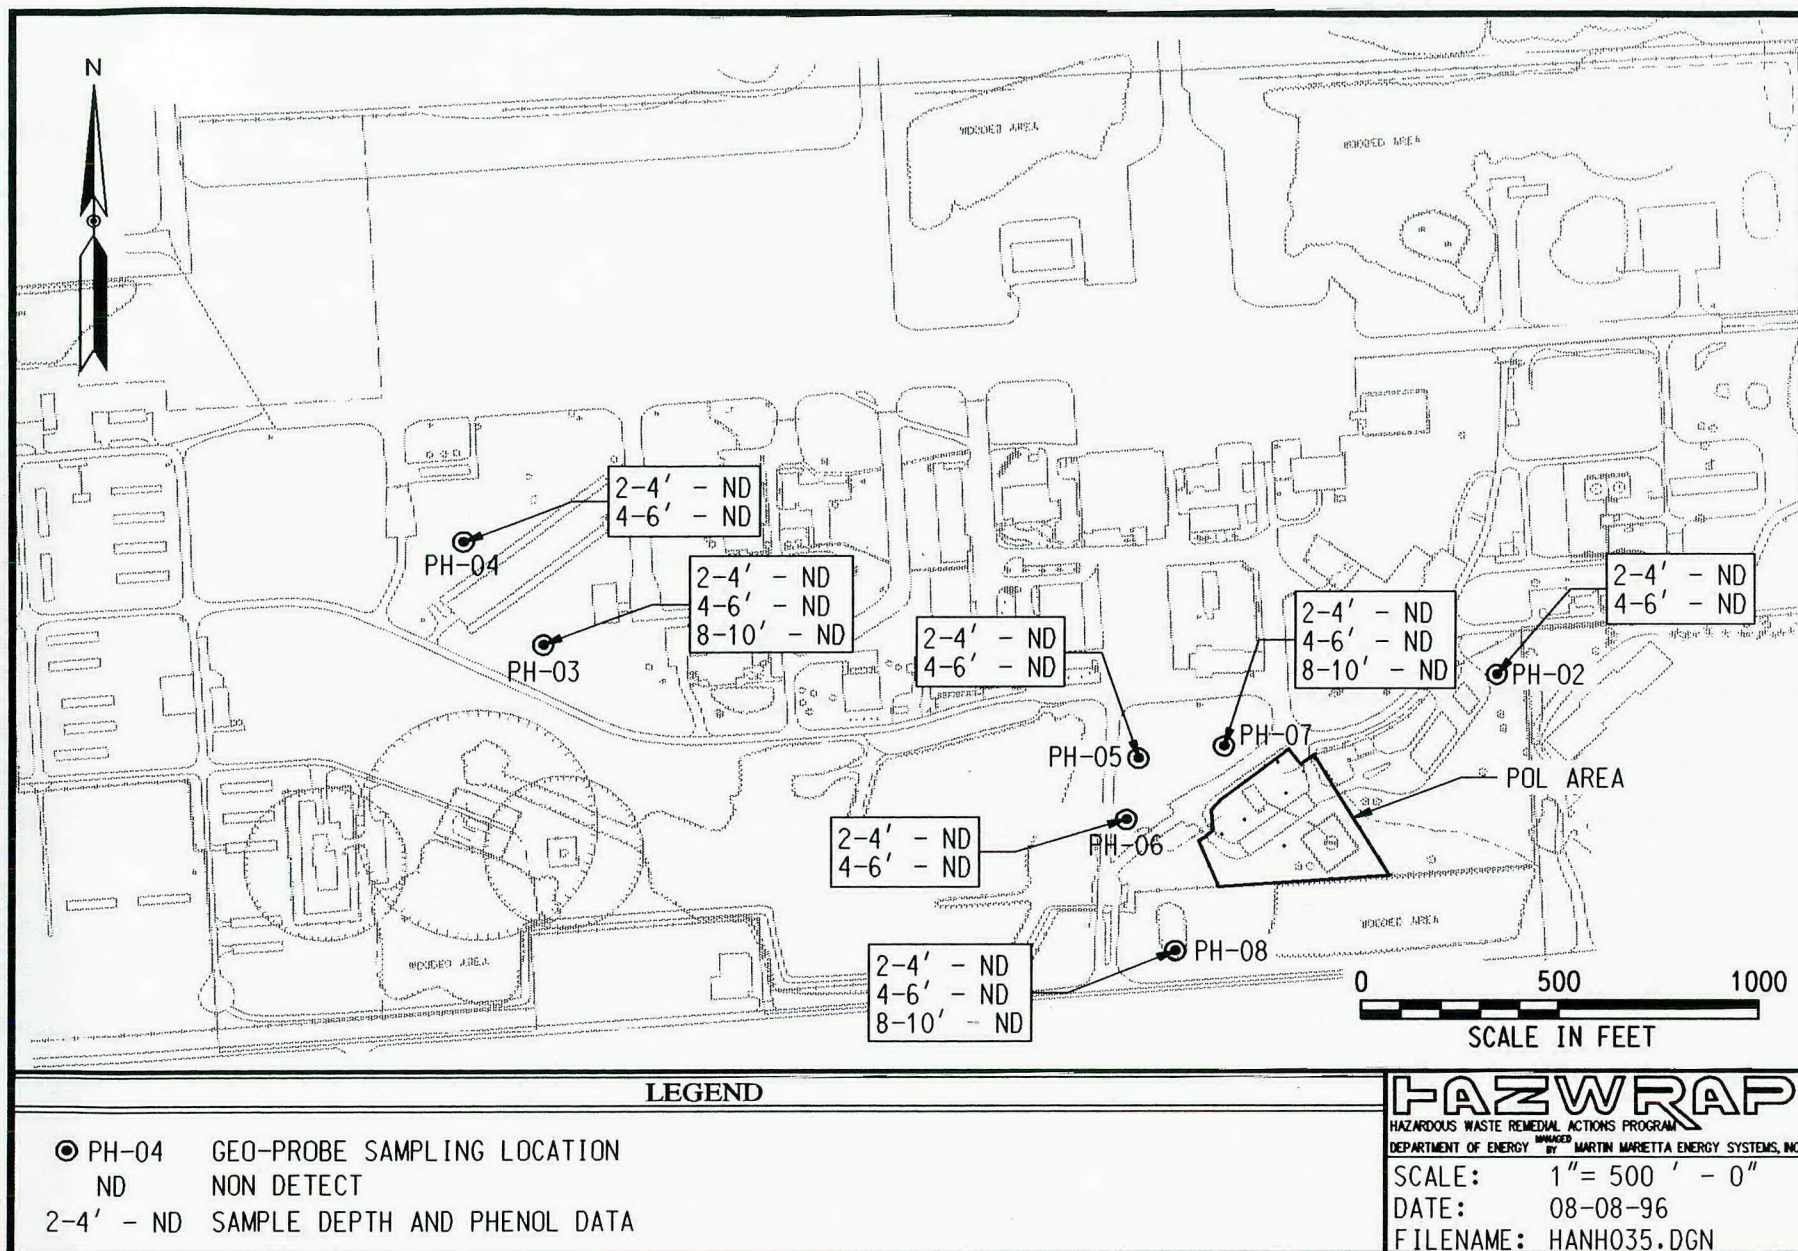 N
WOODED AREA
WOODED AREA
2-4' - ND
4-6' - ND
PH-04
2-4' - ND
4-6' - ND
8-10' - ND
PH-03
2-4' - ND
4-6' - ND
PH-05
2-4' - ND
4-6' - ND
8-10' - ND
PH-07
2-4' - ND
4-6' - ND
PH-02
POL AREA
2-4' - ND
4-6' - ND
PH-06
WOODED AREA
WOODED AREA
2-4' - ND
4-6' - ND
8-10' - ND
PH-08
0 500 1000
SCALE IN FEET
LEGEND
PH-04 GEO-PROBE SAMPLING LOCATION
ND NON DETECT
2-4' - ND SAMPLE DEPTH AND PHENOL DATA
HAZWRAP
HAZARDOUS WASTE REMEDIAL ACTIONS PROGRAM
DEPARTMENT OF ENERGY MANAGED BY MARTIN MARIETTA ENERGY SYSTEMS, INC
SCALE: 1"= 500 ' - 0"
DATE: 08-08-96
FILENAME: HANH035.DGN